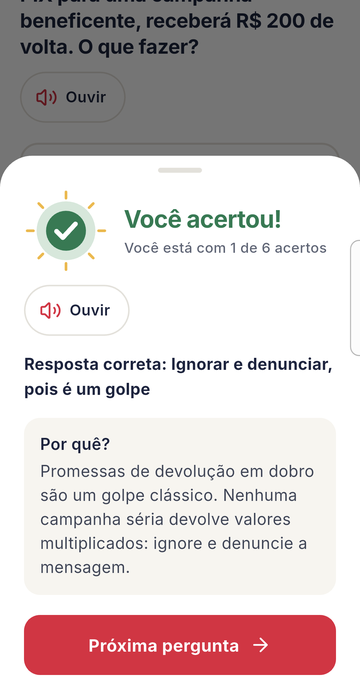 beneficente, receberá R$ 200 de
volta. O que fazer?
Ouvir
Você acertou!
Você está com 1 de 6 acertos
Ouvir
Resposta correta: Ignorar e denunciar,
pois é um golpe
Por quê?
Promessas de devolução em dobro
são um golpe clássico. Nenhuma
campanha séria devolve valores
multiplicados: ignore e denuncie a
mensagem.
Próxima pergunta